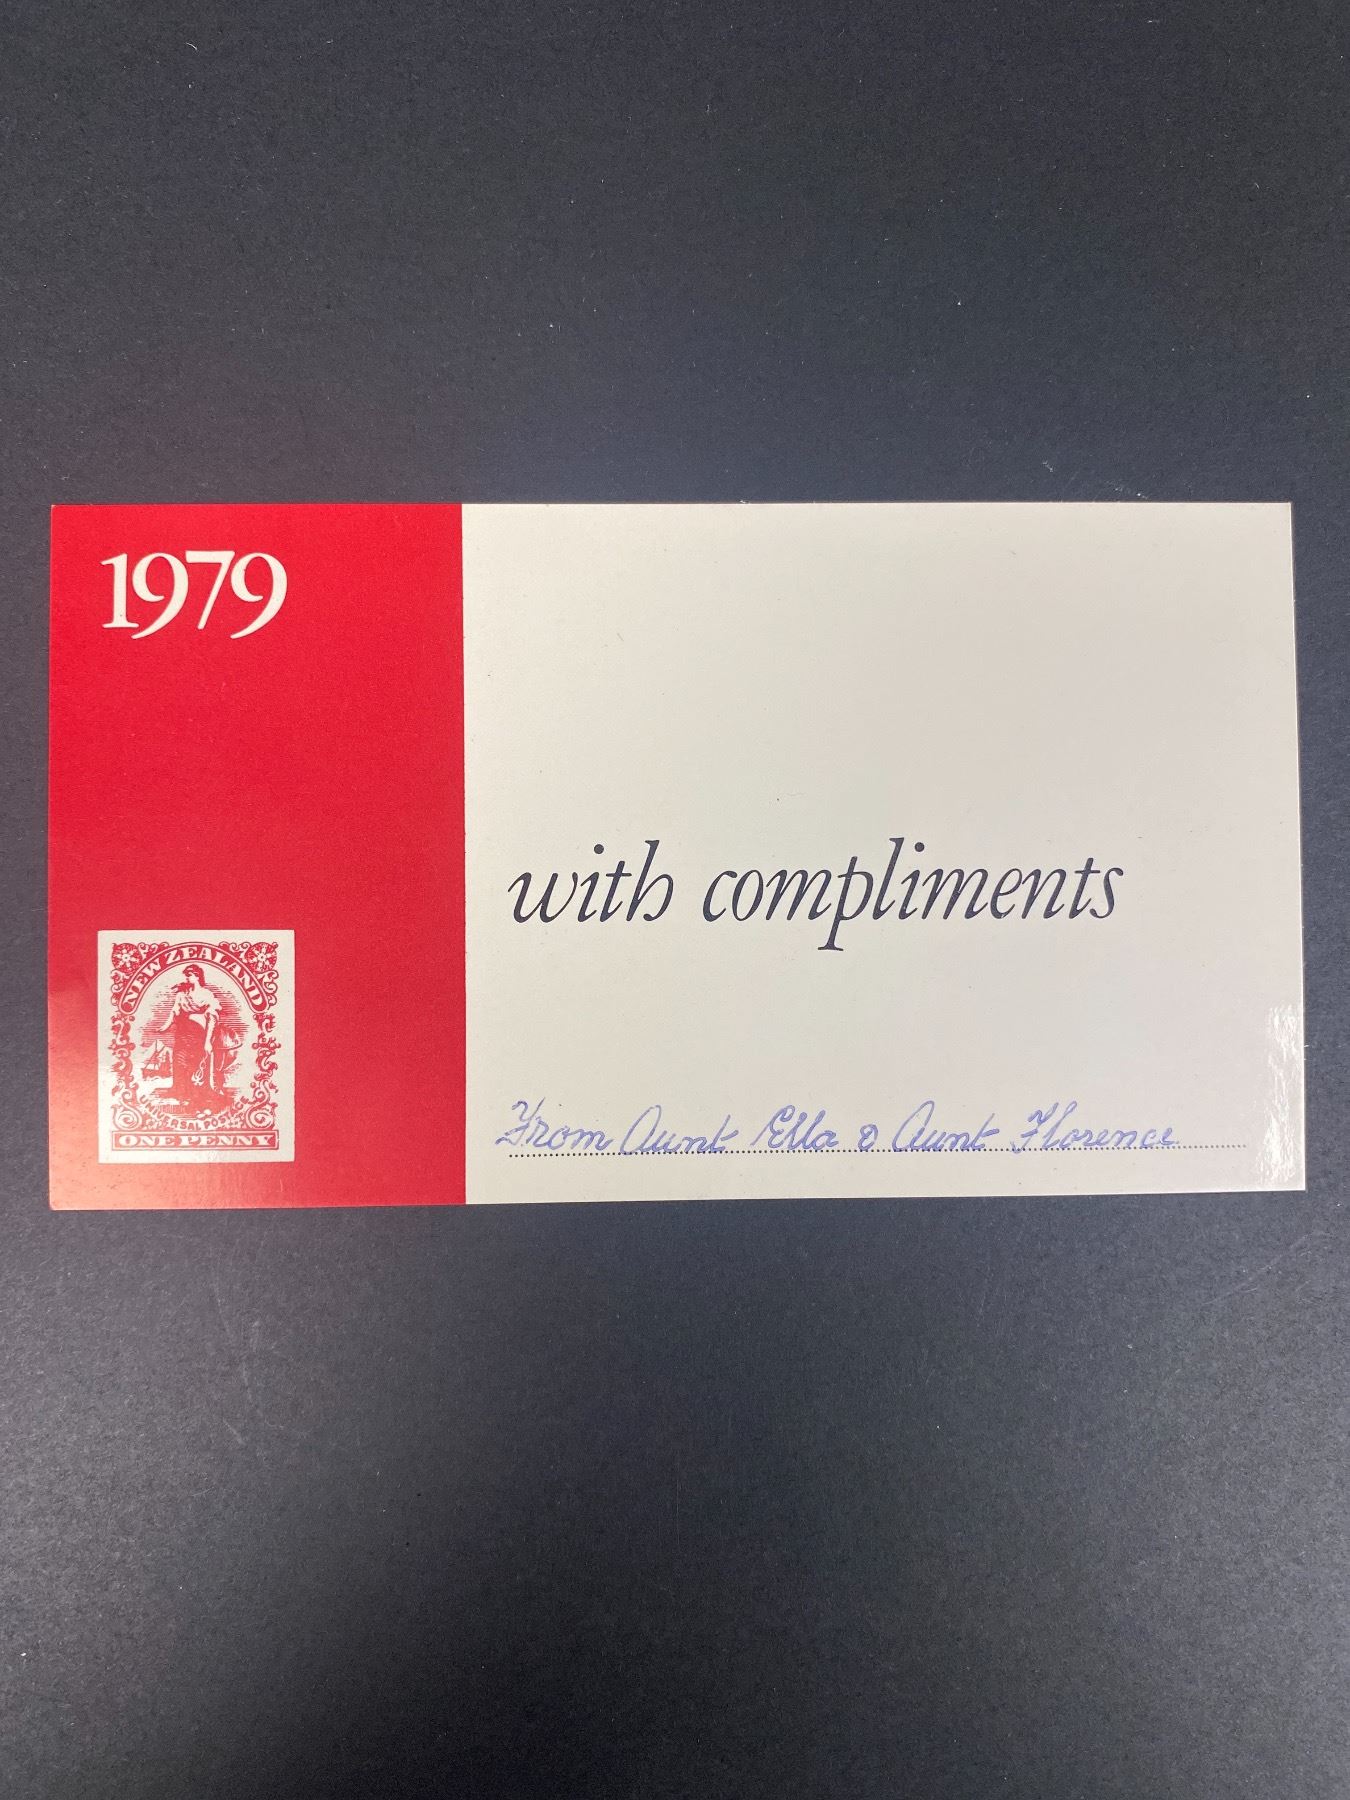 1979
with compliments
NEW ZEALAND
UNIVERSAL POSTAGE
ONE PENNY
From Aunt Ella & Aunt Florence